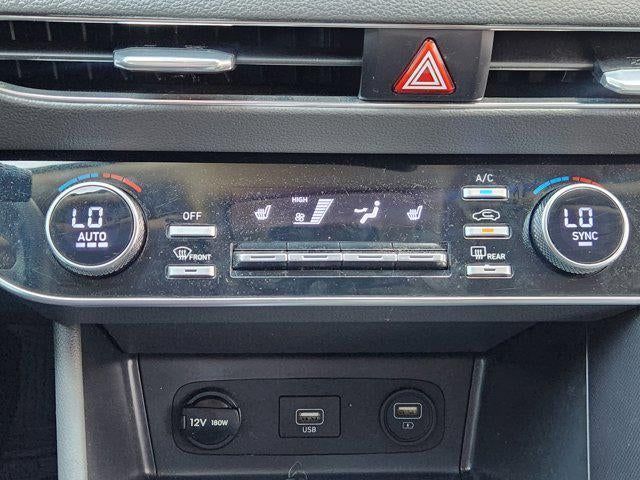 A/C
HIGH
LO
AUTO
OFF
LO
SYNC
FRONT
REAR
12V 180W
USB